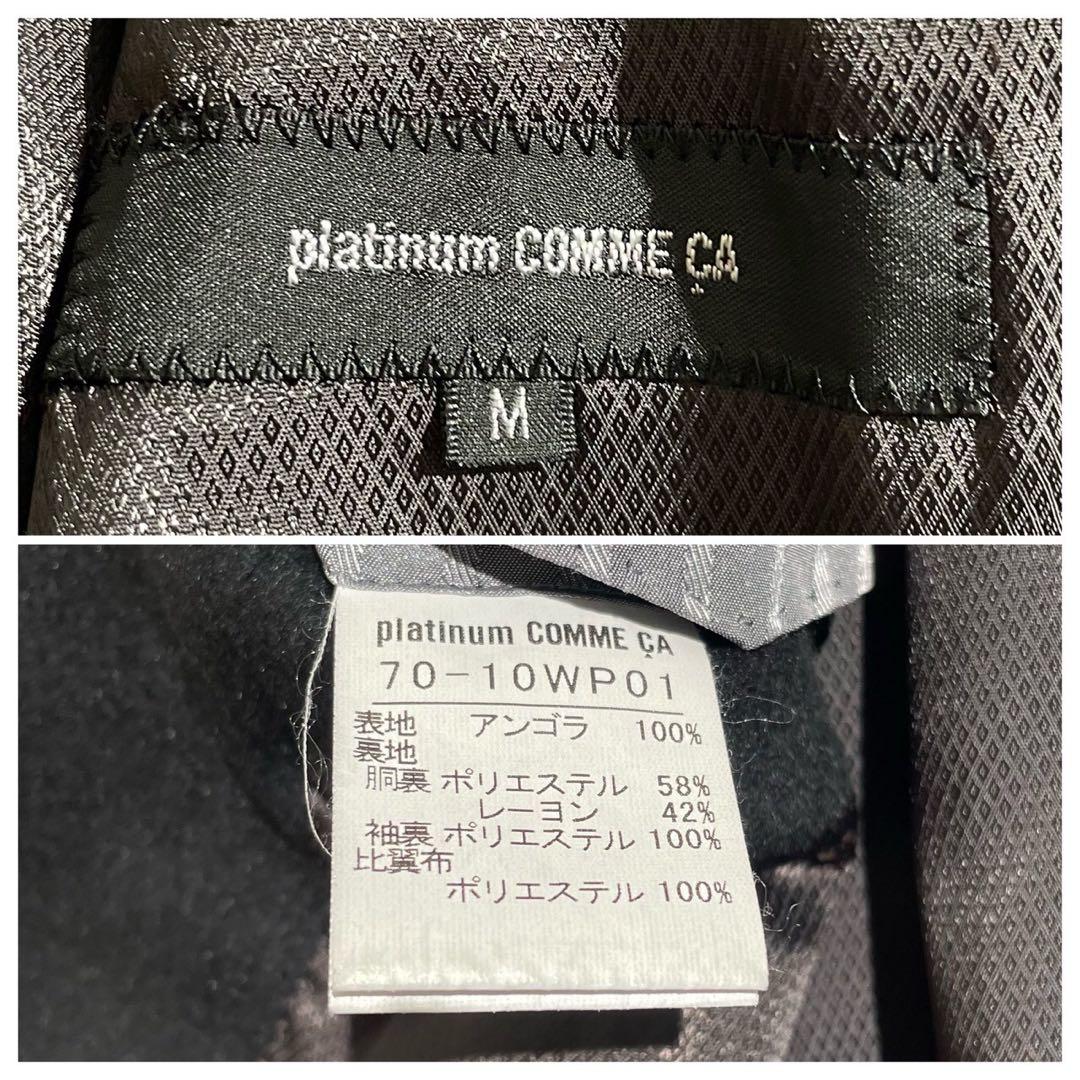 platinum COMME ÇA
M
platinum COMME ÇA
70-10WP01
表地 アンゴラ 100%
裏地
胴裏 ポリエステル 58%
レーヨン 42%
袖裏 ポリエステル 100%
比翼布
ポリエステル 100%